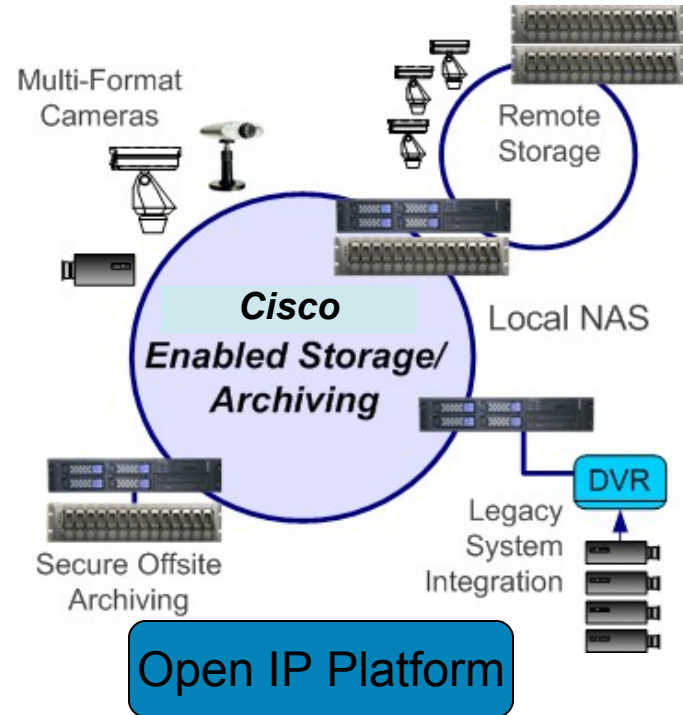 Multi-Format
Cameras
Remote
Storage
Cisco
Enabled Storage/
Archiving
Local NAS
DVR
Legacy
System
Integration
Secure Offsite
Archiving
Open IP Platform